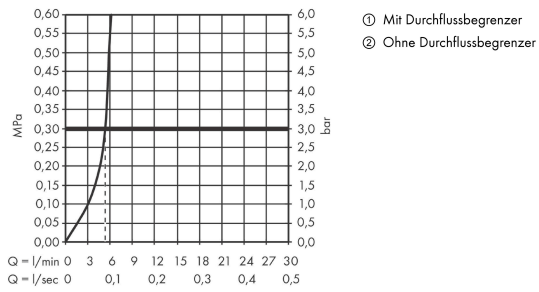 0,60 6,0
0,55 5,5
0,50 5,0
0,45 4,5
0,40 4,0
0,35 3,5
0,30 3,0
0,25 2,5
0,20 2,0
0,15 1,5
0,10 1,0
0,05 0,5
0,00 0,0
MPa
bar
Q = l/min 0 3 6 9 12 15 18 21 24 27 30
Q = l/sec 0 0,1 0,2 0,3 0,4 0,5
① Mit Durchflussbegrenzer
② Ohne Durchflussbegrenzer